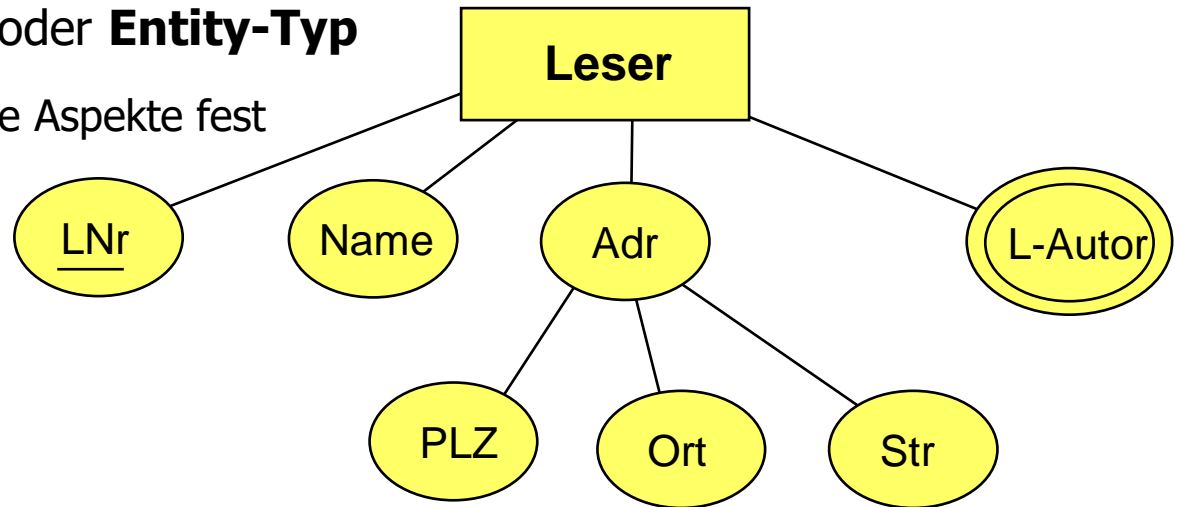 oder Entity-Typ
Leser
e Aspekte fest
LNr
Name
Adr
L-Autor
PLZ
Ort
Str